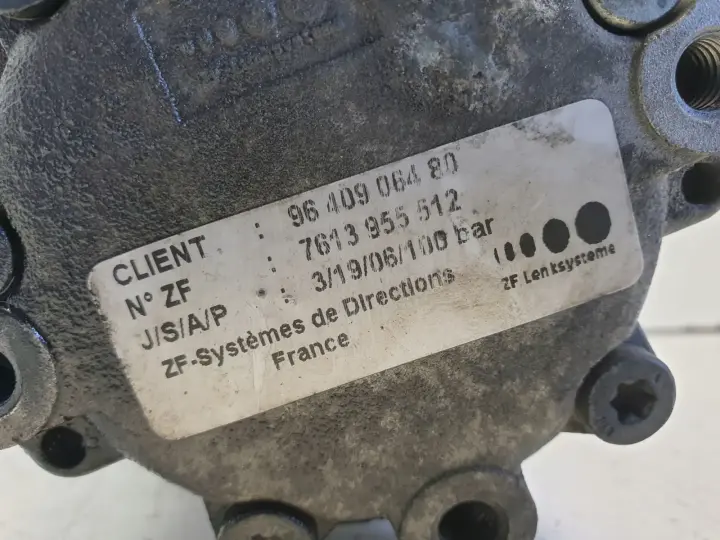 CLIENT : 96 409 064 80
N° ZF : 7613 955 512
J/S/A/P : 3/19/06/100 bar
ZF-Systèmes de Directions
France
ZF Lenksysteme